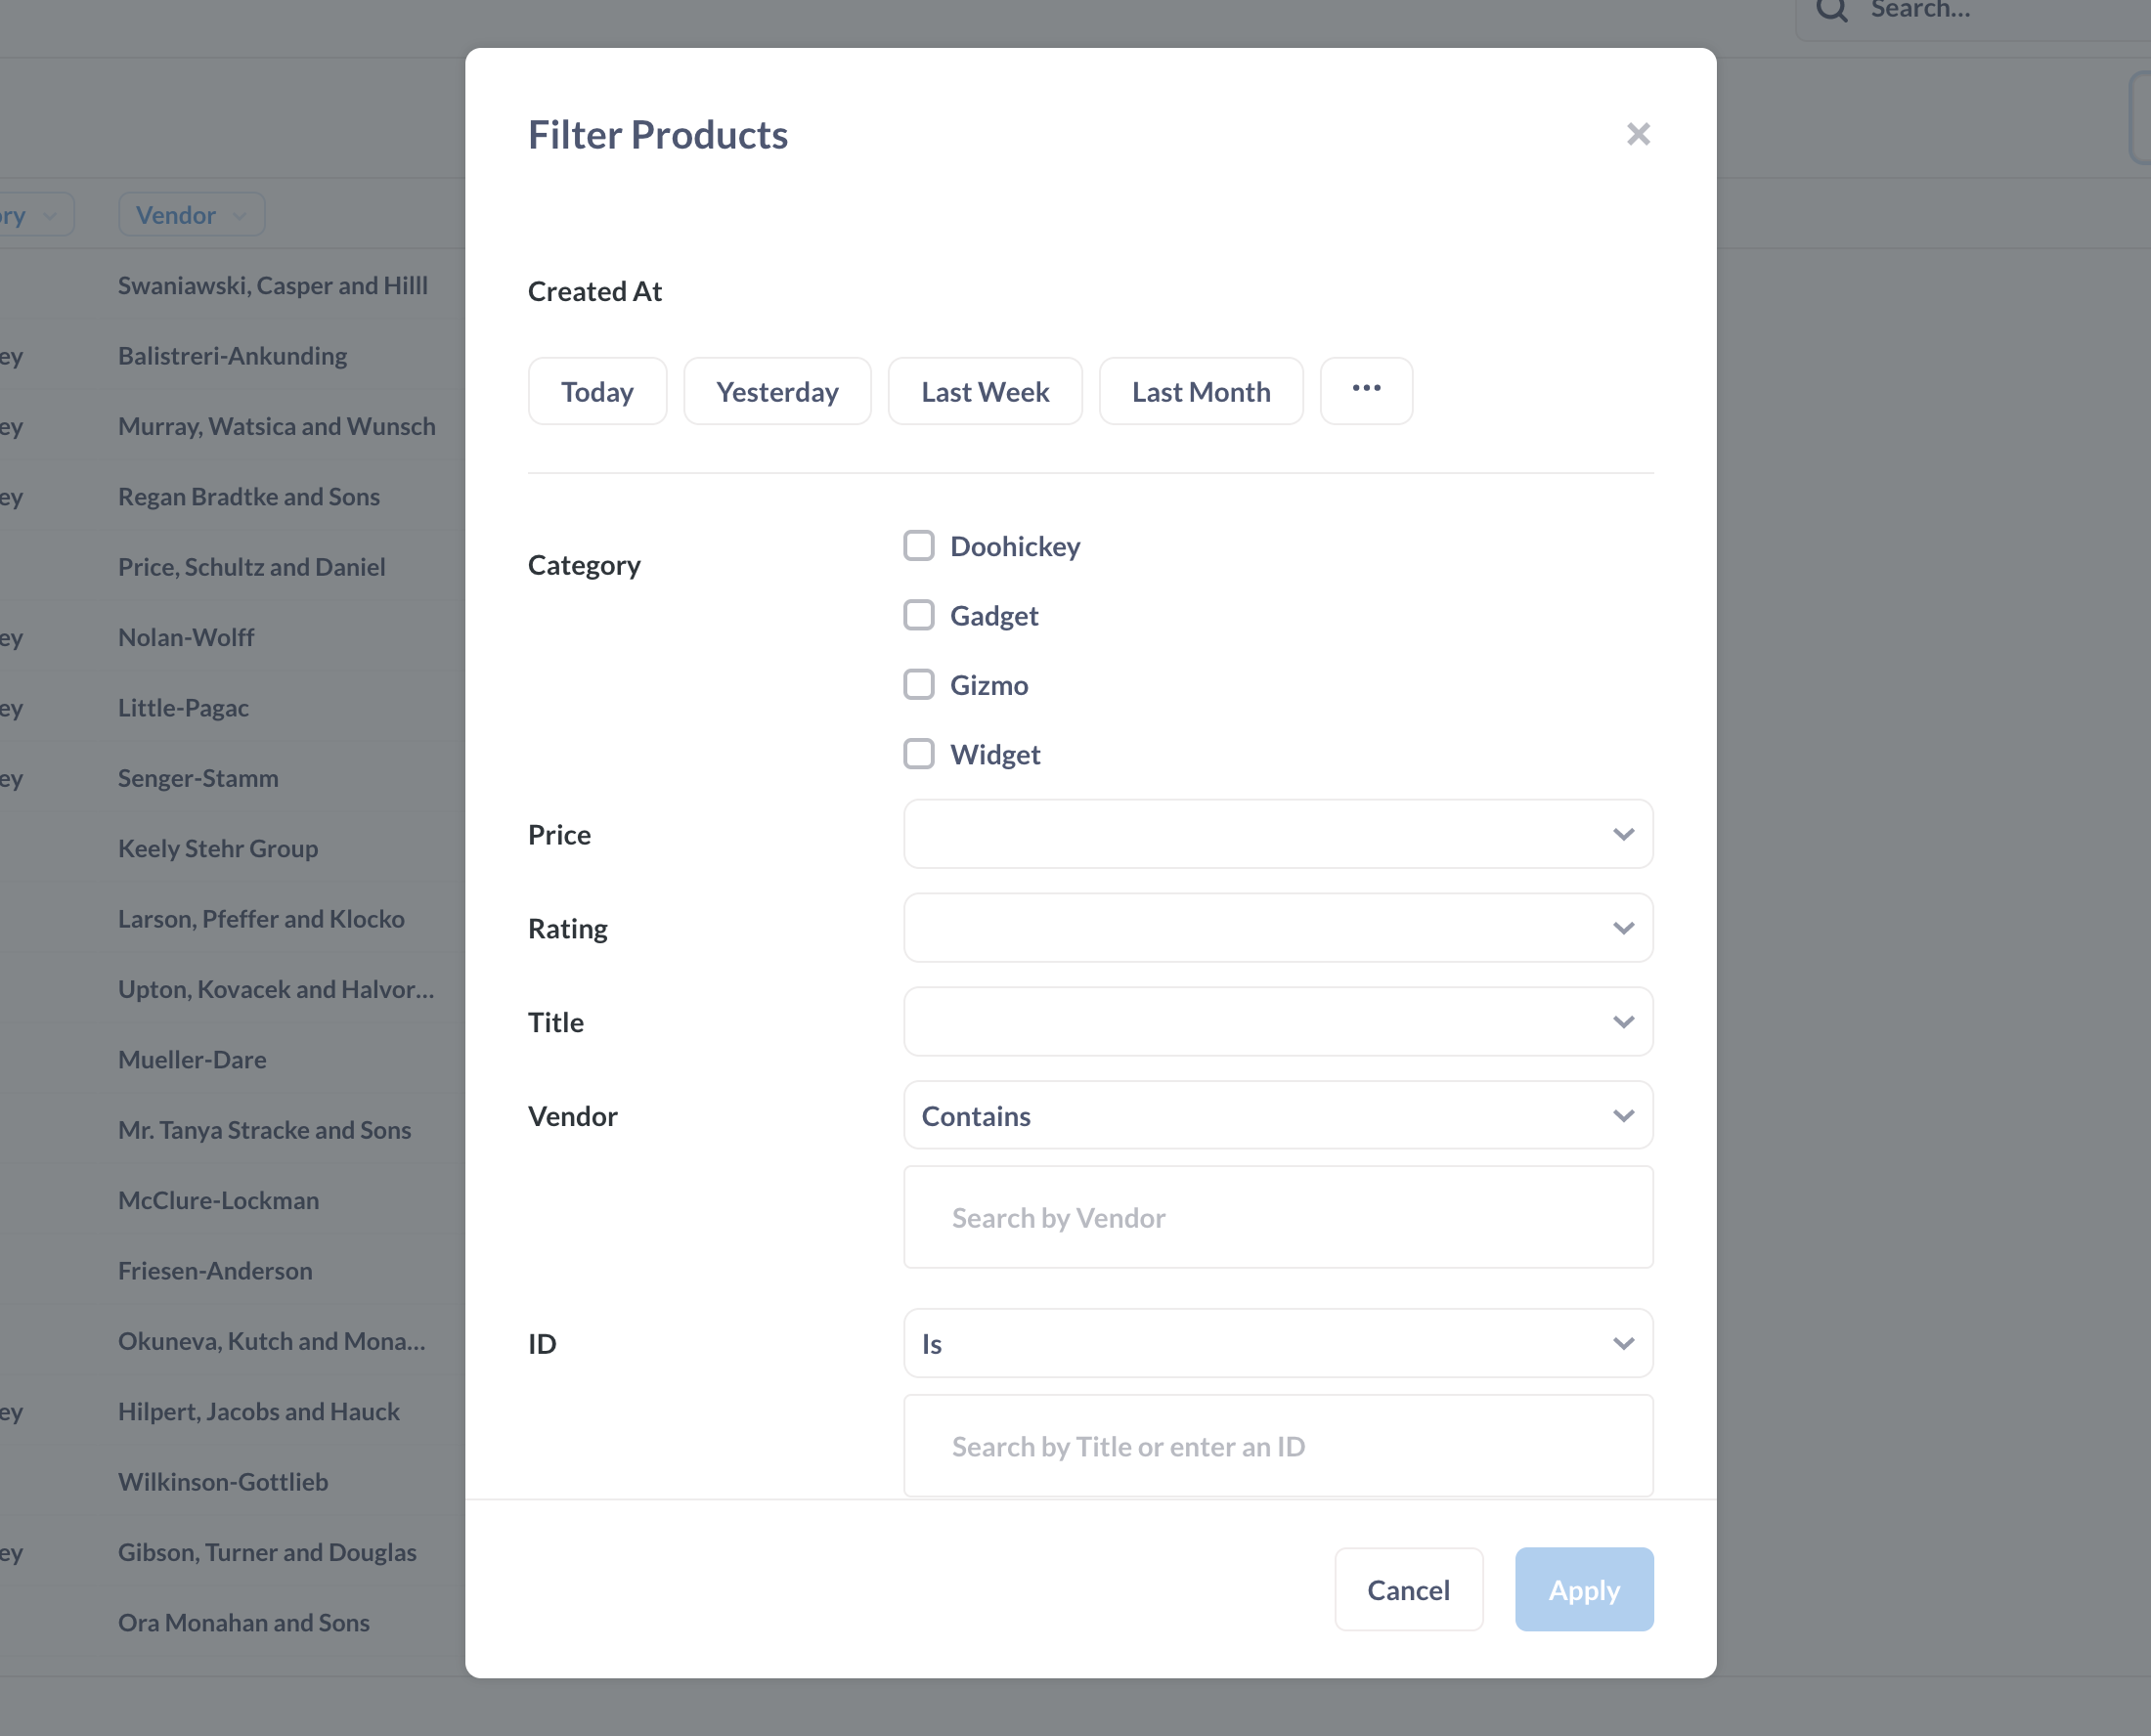 Search...
Filter Products
Created At
Today Yesterday Last Week Last Month ...
Category
Doohickey
Gadget
Gizmo
Widget
Price
Rating
Title
Vendor Contains
Search by Vendor
ID Is
Search by Title or enter an ID
Cancel Apply
ry Vendor
Swaniawski, Casper and Hilll
ey Balistreri-Ankunding
ey Murray, Watsica and Wunsch
ey Regan Bradtke and Sons
Price, Schultz and Daniel
ey Nolan-Wolff
ey Little-Pagac
ey Senger-Stamm
Keely Stehr Group
Larson, Pfeffer and Klocko
Upton, Kovacek and Halvor...
Mueller-Dare
Mr. Tanya Stracke and Sons
McClure-Lockman
Friesen-Anderson
Okuneva, Kutch and Mona...
ey Hilpert, Jacobs and Hauck
Wilkinson-Gottlieb
ey Gibson, Turner and Douglas
Ora Monahan and Sons